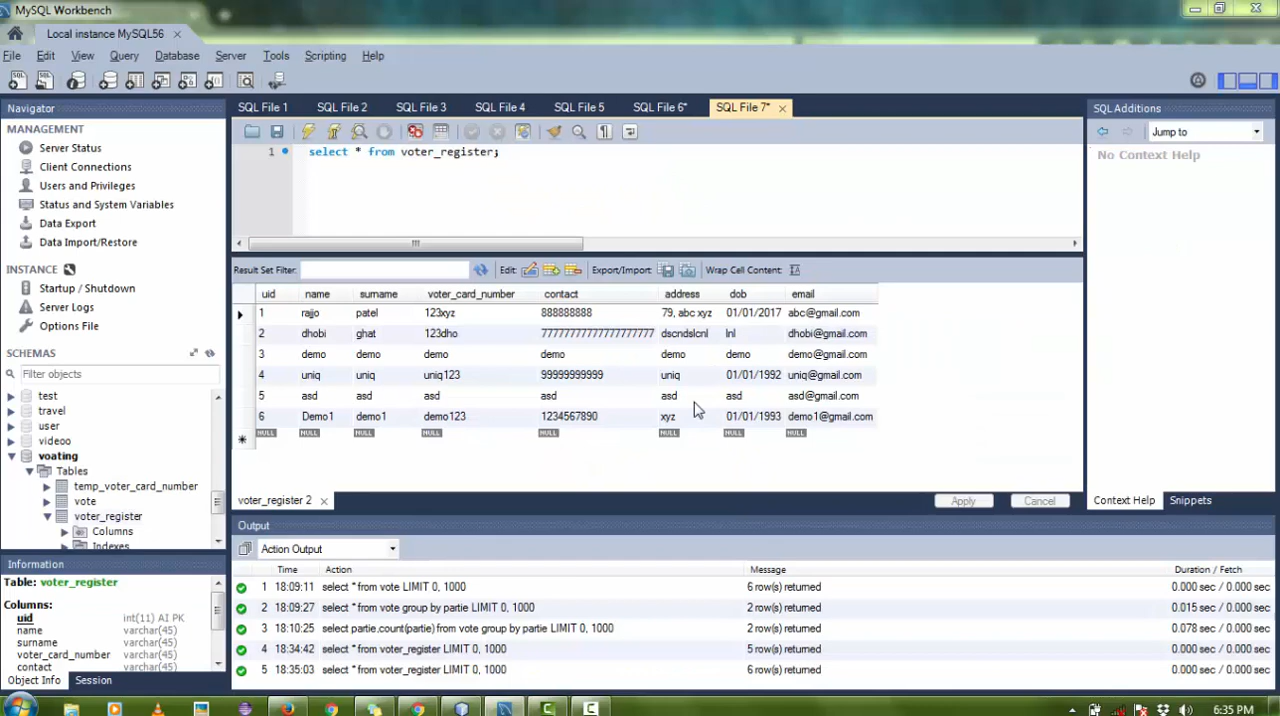 MySQL Workbench
Local instance MySQL56
File Edit View Query Database Server Tools Scripting Help
Navigator
MANAGEMENT
Server Status
Client Connections
Users and Privileges
Status and System Variables
Data Export
Data Import/Restore
INSTANCE
Startup / Shutdown
Server Logs
Options File
SCHEMAS
Filter objects
test
travel
user
videoo
voating
Tables
temp_voter_card_number
vote
voter_register
Columns
Indexes
Information
Table: voter_register
Columns:
uid int(11) AI PK
name varchar(45)
surname varchar(45)
voter_card_number varchar(45)
contact varchar(45)
Object Info Session
SQL File 1 SQL File 2 SQL File 3 SQL File 4 SQL File 5 SQL File 6* SQL File 7*
1 select * from voter_register;
Result Set Filter: Edit: Export/Import: Wrap Cell Content:
uid name surname voter_card_number contact address dob email
1 rajjo patel 123xyz 888888888 79, abc xyz 01/01/2017 abc@gmail.com
2 dhobi ghat 123dho 77777777777777777777 dscndslcnl lnl dhobi@gmail.com
3 demo demo demo demo demo demo demo@gmail.com
4 uniq uniq uniq123 99999999999 uniq 01/01/1992 uniq@gmail.com
5 asd asd asd asd asd asd asd@gmail.com
6 Demo1 demo1 demo123 1234567890 xyz 01/01/1993 demo1@gmail.com
NULL NULL NULL NULL NULL NULL NULL NULL
voter_register 2 Apply Cancel
Output
Action Output
Time Action Message Duration / Fetch
1 18:09:11 select * from vote LIMIT 0, 1000 6 row(s) returned 0.000 sec / 0.000 sec
2 18:09:27 select * from vote group by partie LIMIT 0, 1000 2 row(s) returned 0.015 sec / 0.000 sec
3 18:10:25 select partie,count(partie) from vote group by partie LIMIT 0, 1000 2 row(s) returned 0.078 sec / 0.000 sec
4 18:34:42 select * from voter_register LIMIT 0, 1000 5 row(s) returned 0.000 sec / 0.000 sec
5 18:35:03 select * from voter_register LIMIT 0, 1000 6 row(s) returned 0.000 sec / 0.000 sec
SQL Additions
Jump to
No Context Help
Context Help Snippets
6:35 PM